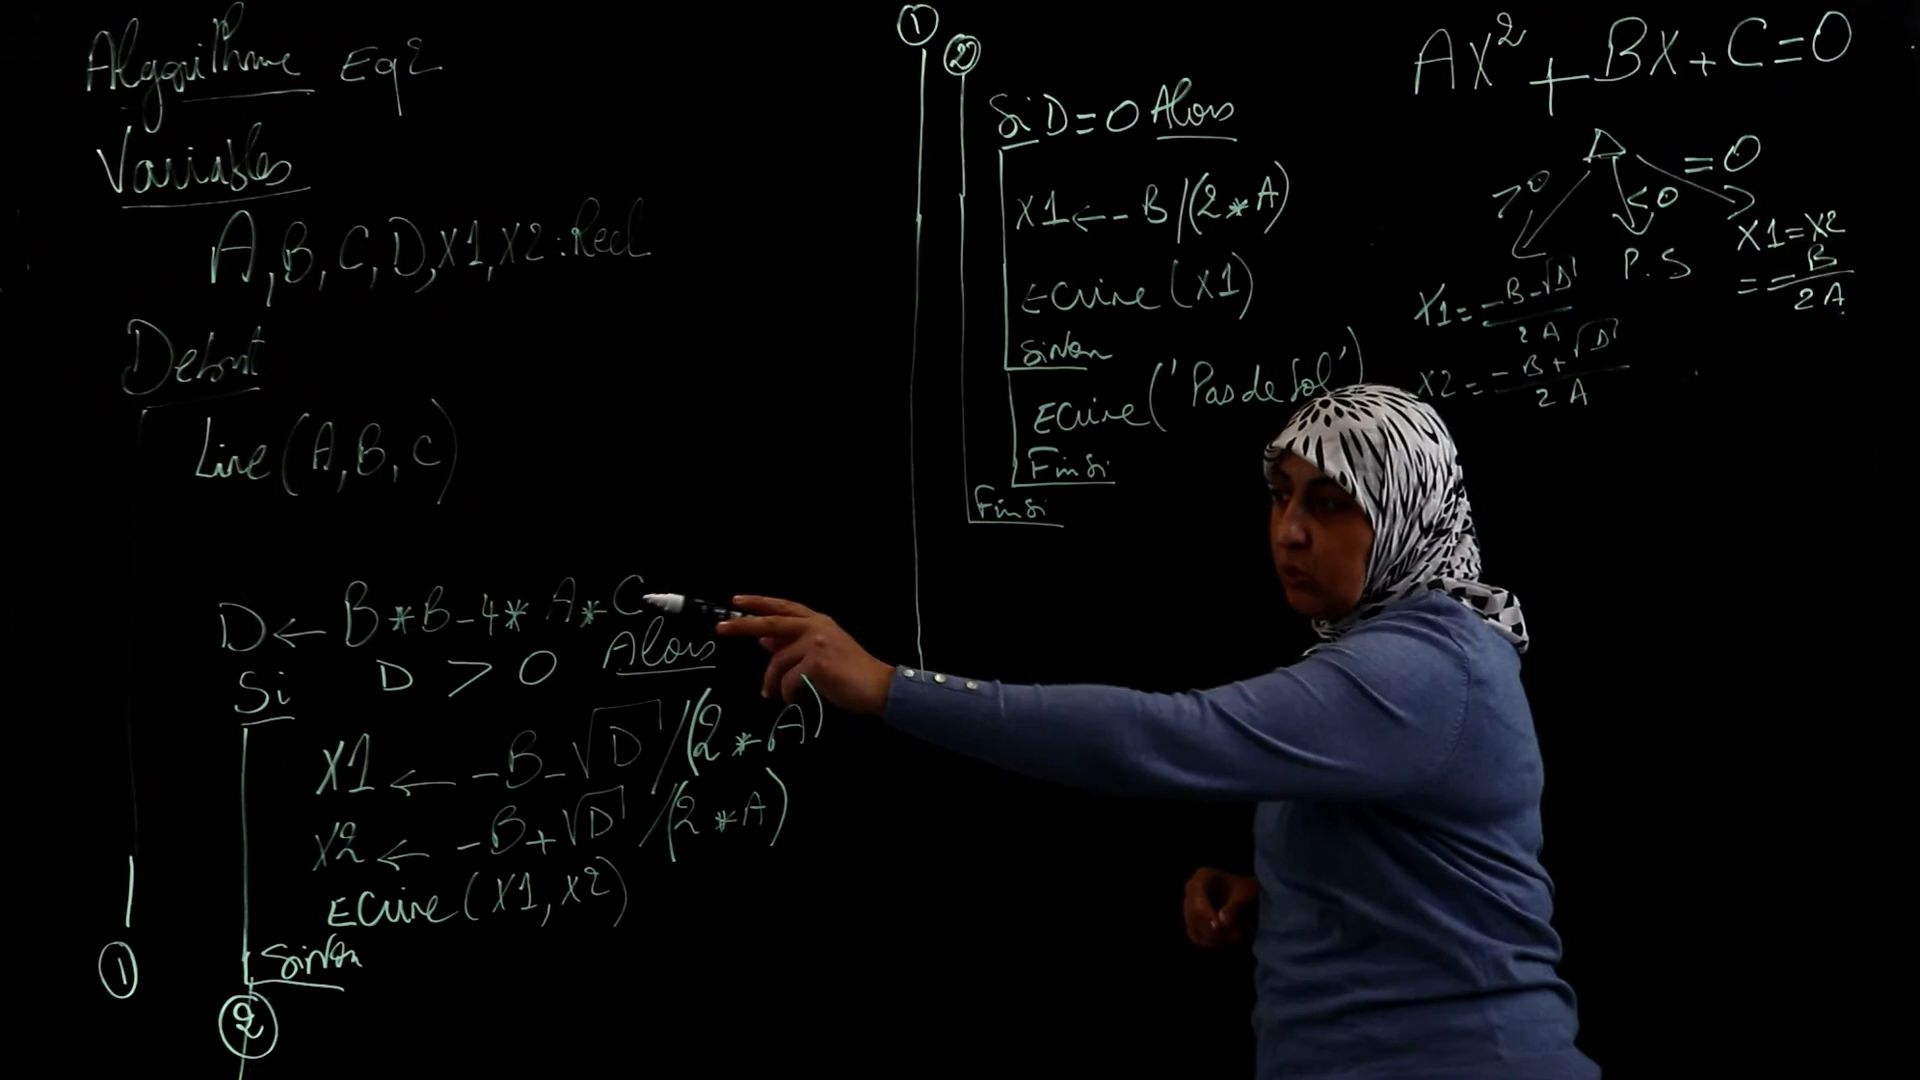 Algorithme Eq2
Variables
A, B, C, D, X1, X2 : Reel
Debut
Lire (A, B, C)
D ← B * B - 4 * A * C
Si D > 0 Alors
X1 ← - B - √D / (2 * A)
X2 ← - B + √D / (2 * A)
ECrire (X1, X2)
SinOn
2
1
1
2
Si D = 0 Alors
X1 ← - B / (2 * A)
ECrire (X1)
SinOn
ECrire ('Pas de Sol')
Fin Si
Fin Si
AX² + BX + C = 0
Δ
> 0
< 0
= 0
X1 = -B - √D / 2A
X2 = -B + √D / 2A
P. S
X1 = X2
= - B / 2A